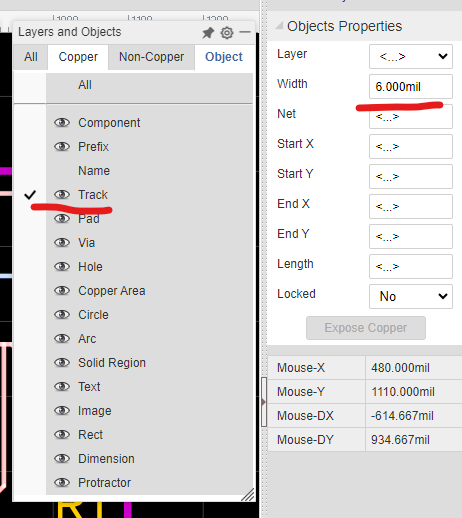 1100
1200
Layers and Objects
All Copper Non-Copper Object
All
Component
Prefix
Name
Track
Pad
Via
Hole
Copper Area
Circle
Arc
Solid Region
Text
Image
Rect
Dimension
Protractor
Objects Properties
Layer <...>
Width 6.000mil
Net <...>
Start X <...>
Start Y <...>
End X <...>
End Y <...>
Length <...>
Locked No
Expose Copper
Mouse-X 480.000mil
Mouse-Y 1110.000mil
Mouse-DX -614.667mil
Mouse-DY 934.667mil